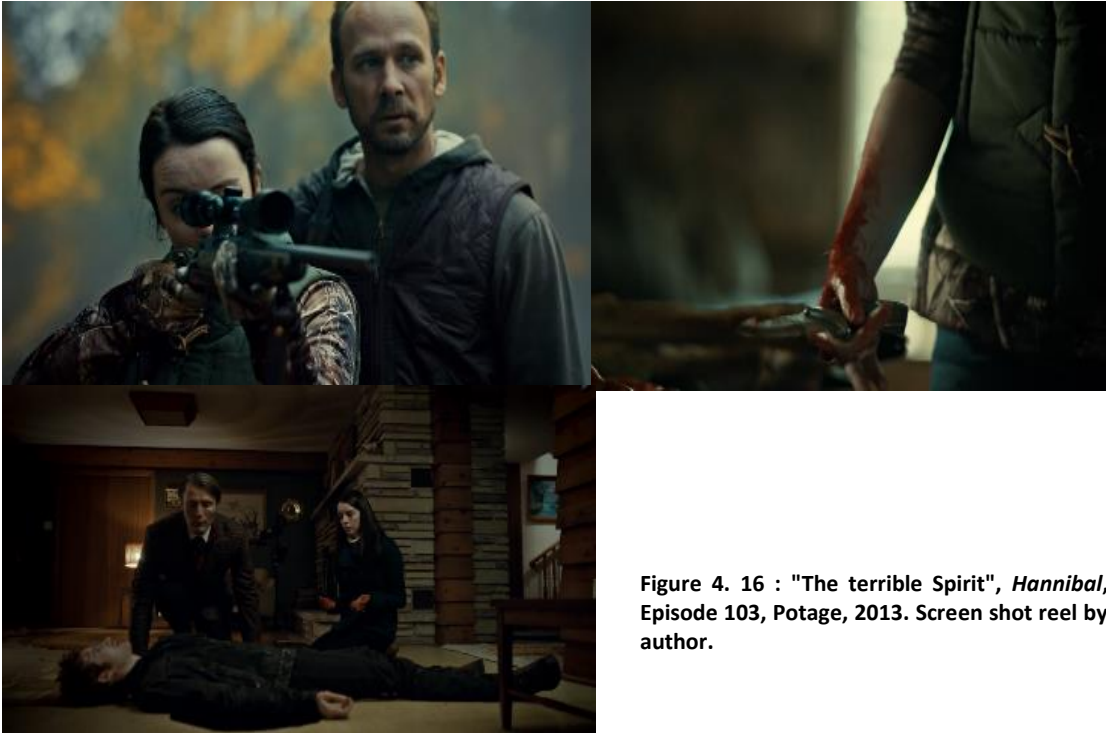 Figure 4. 16 : "The terrible Spirit", Hannibal,
Episode 103, Potage, 2013. Screen shot reel by
author.